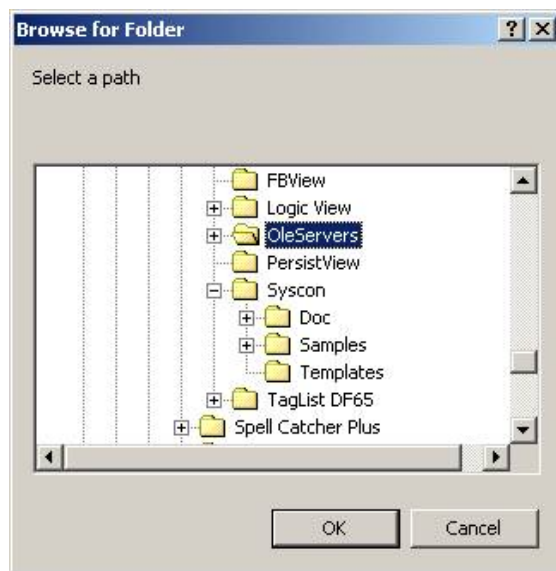 Browse for Folder
Select a path
FBView
Logic View
OleServers
PersistView
Syscon
Doc
Samples
Templates
TagList DF65
Spell Catcher Plus
OK
Cancel